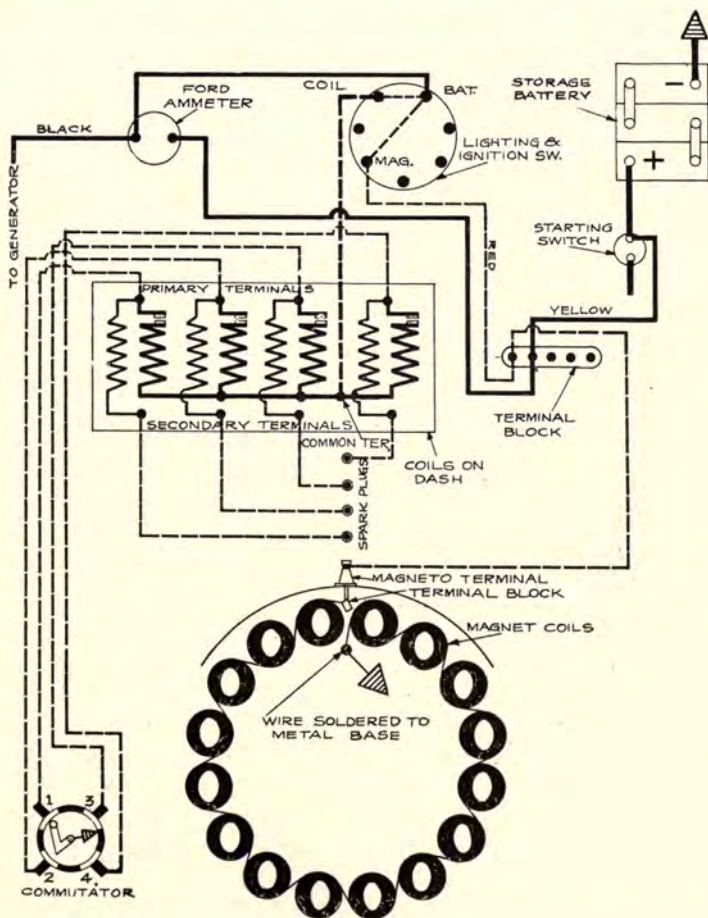 STORAGE
BATTERY
-
+
FORD
AMMETER
COIL
BAT.
BLACK
MAG.
LIGHTING &
IGNITION SW.
TO GENERATOR
RED
STARTING
SWITCH
YELLOW
PRIMARY TERMINALS
SECONDARY TERMINALS
COMMON TER.
TERMINAL
BLOCK
COILS ON
DASH
SPARK PLUGS
MAGNETO TERMINAL
TERMINAL BLOCK
MAGNET COILS
WIRE SOLDERED TO
METAL BASE
1 3
2 4.
COMMUTATOR